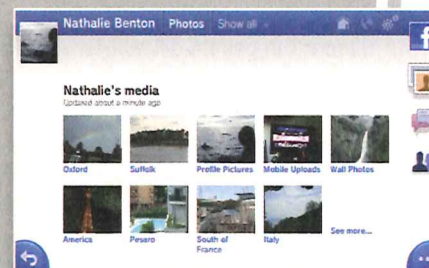 Nathalie Benton Photos Show all
Nathalie's media
Updated about a minute ago
Oxford Suffolk Profile Pictures Mobile Uploads Wall Photos
America Pesaro South of France Italy See more...
f